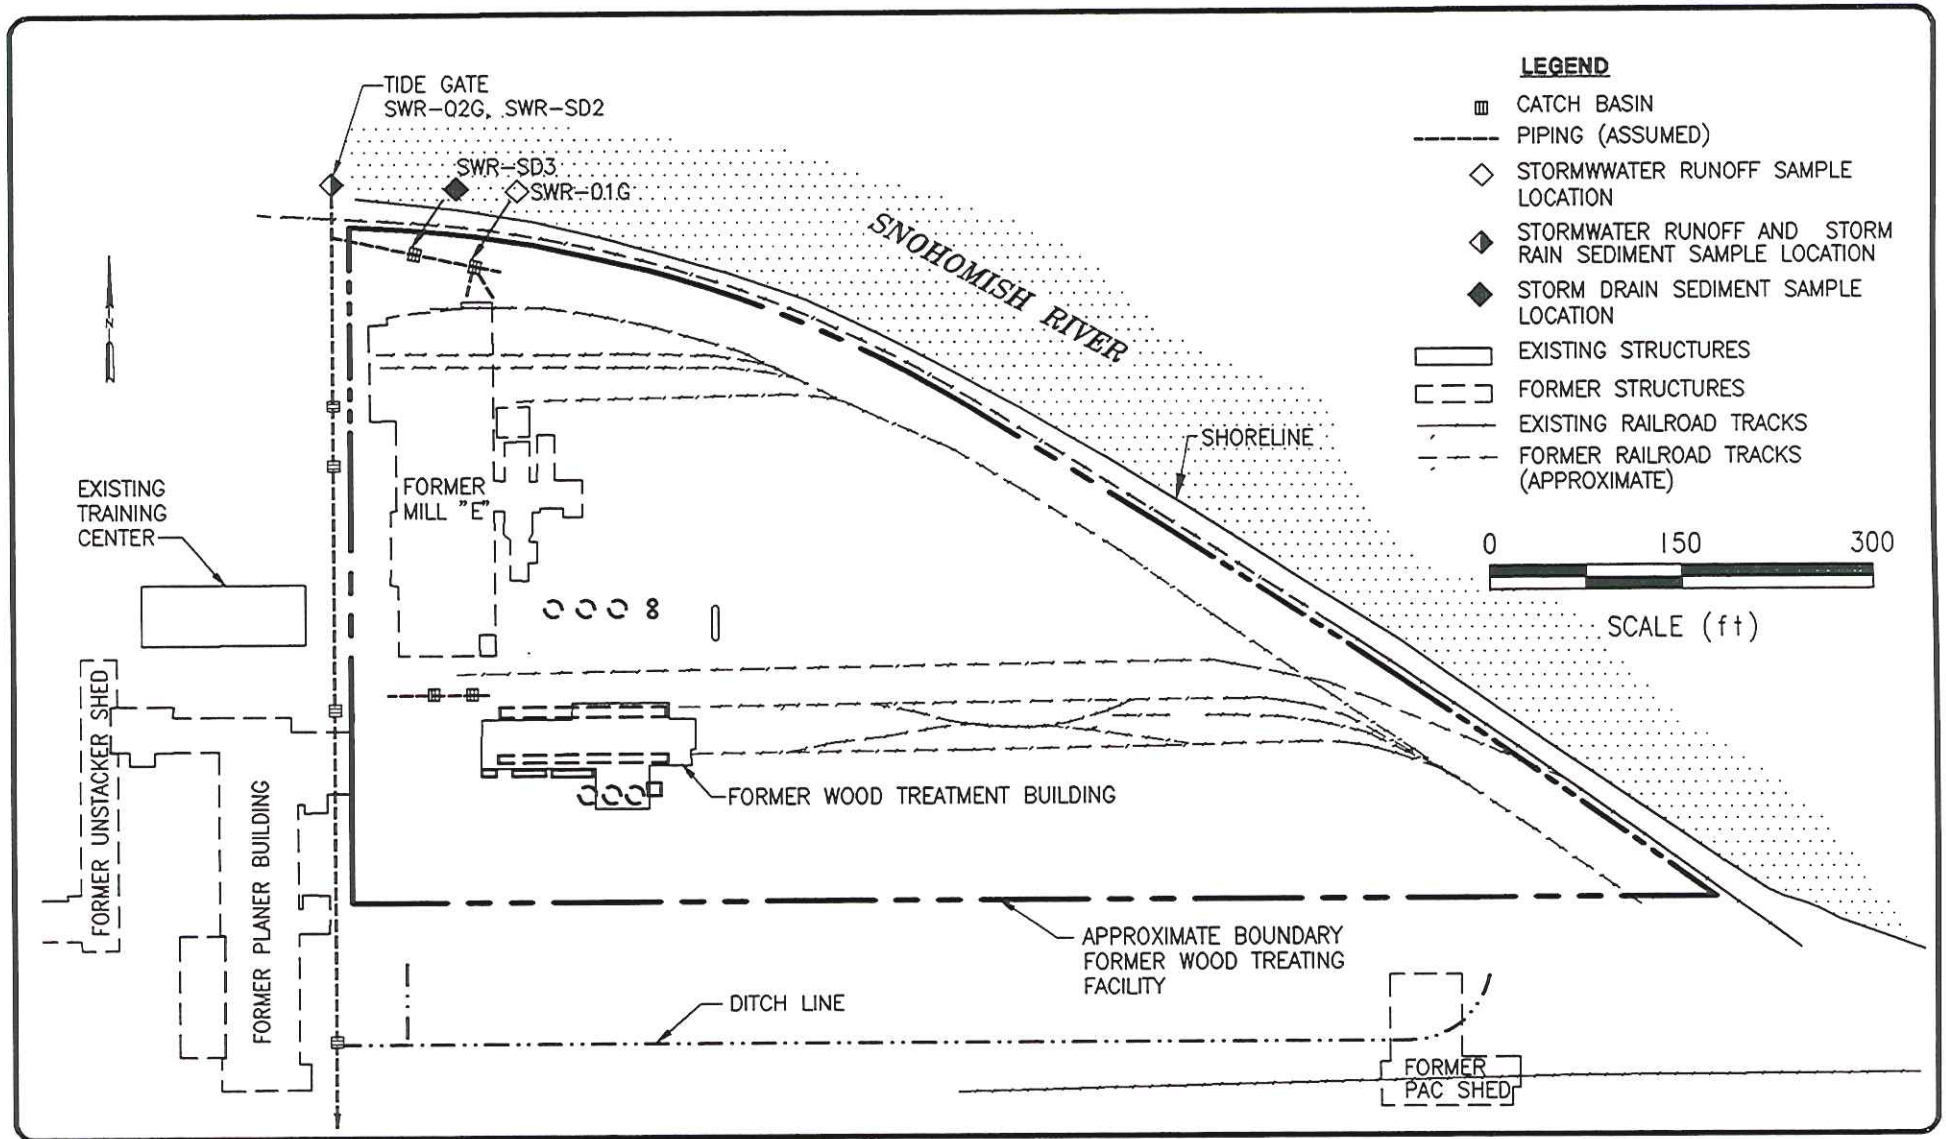 TIDE GATE
SWR-02G, SWR-SD2
SWR-SD3
SWR-01G
SNOHOMISH RIVER
N
SHORELINE
EXISTING
TRAINING
CENTER
FORMER
MILL "E"
FORMER UNSTACKER SHED
FORMER PLANER BUILDING
FORMER WOOD TREATMENT BUILDING
APPROXIMATE BOUNDARY
FORMER WOOD TREATING
FACILITY
DITCH LINE
FORMER
PAC SHED
LEGEND
CATCH BASIN
PIPING (ASSUMED)
STORMWWATER RUNOFF SAMPLE
LOCATION
STORMWATER RUNOFF AND STORM
RAIN SEDIMENT SAMPLE LOCATION
STORM DRAIN SEDIMENT SAMPLE
LOCATION
EXISTING STRUCTURES
FORMER STRUCTURES
EXISTING RAILROAD TRACKS
FORMER RAILROAD TRACKS
(APPROXIMATE)
0 150 300
SCALE (ft)